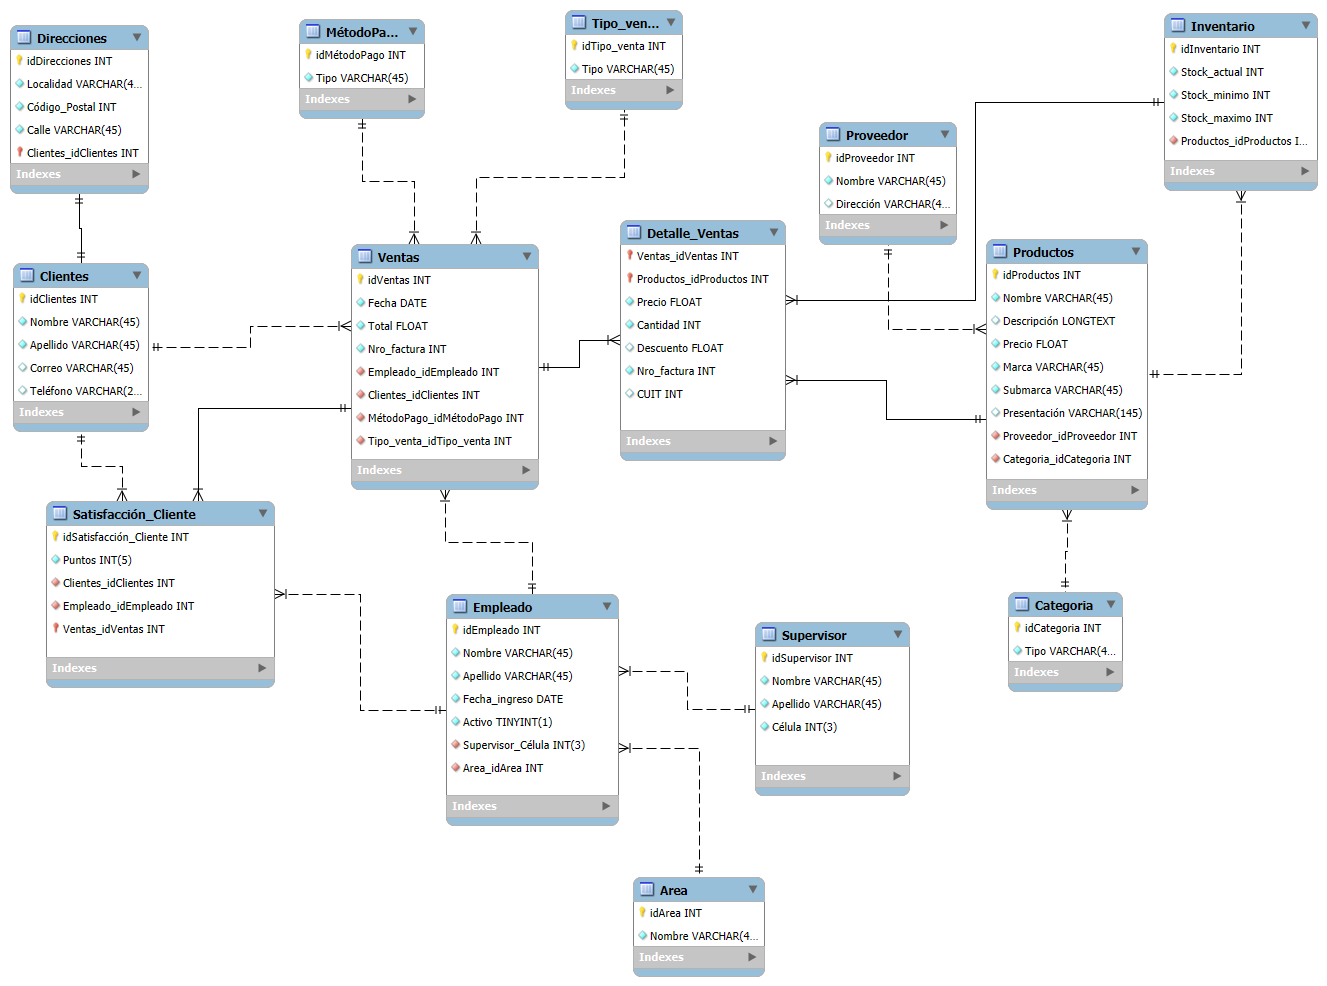 Direcciones
idDirecciones INT
Localidad VARCHAR(4...
Código_Postal INT
Calle VARCHAR(45)
Clientes_idClientes INT
Indexes
MétodoPa...
idMétodoPago INT
Tipo VARCHAR(45)
Indexes
Tipo_ven...
idTipo_venta INT
Tipo VARCHAR(45)
Indexes
Inventario
idInventario INT
Stock_actual INT
Stock_minimo INT
Stock_maximo INT
Productos_idProductos I...
Indexes
Proveedor
idProveedor INT
Nombre VARCHAR(45)
Dirección VARCHAR(4...
Indexes
Clientes
idClientes INT
Nombre VARCHAR(45)
Apellido VARCHAR(45)
Correo VARCHAR(45)
Teléfono VARCHAR(2...
Indexes
Ventas
idVentas INT
Fecha DATE
Total FLOAT
Nro_factura INT
Empleado_idEmpleado INT
Clientes_idClientes INT
MétodoPago_idMétodoPago INT
Tipo_venta_idTipo_venta INT
Indexes
Detalle_Ventas
Ventas_idVentas INT
Productos_idProductos INT
Precio FLOAT
Cantidad INT
Descuento FLOAT
Nro_factura INT
CUIT INT
Indexes
Productos
idProductos INT
Nombre VARCHAR(45)
Descripción LONGTEXT
Precio FLOAT
Marca VARCHAR(45)
Submarca VARCHAR(45)
Presentación VARCHAR(145)
Proveedor_idProveedor INT
Categoria_idCategoria INT
Indexes
Satisfacción_Cliente
idSatisfacción_Cliente INT
Puntos INT(5)
Clientes_idClientes INT
Empleado_idEmpleado INT
Ventas_idVentas INT
Indexes
Empleado
idEmpleado INT
Nombre VARCHAR(45)
Apellido VARCHAR(45)
Fecha_ingreso DATE
Activo TINYINT(1)
Supervisor_Célula INT(3)
Area_idArea INT
Indexes
Supervisor
idSupervisor INT
Nombre VARCHAR(45)
Apellido VARCHAR(45)
Célula INT(3)
Indexes
Categoria
idCategoria INT
Tipo VARCHAR(4...
Indexes
Area
idArea INT
Nombre VARCHAR(4...
Indexes